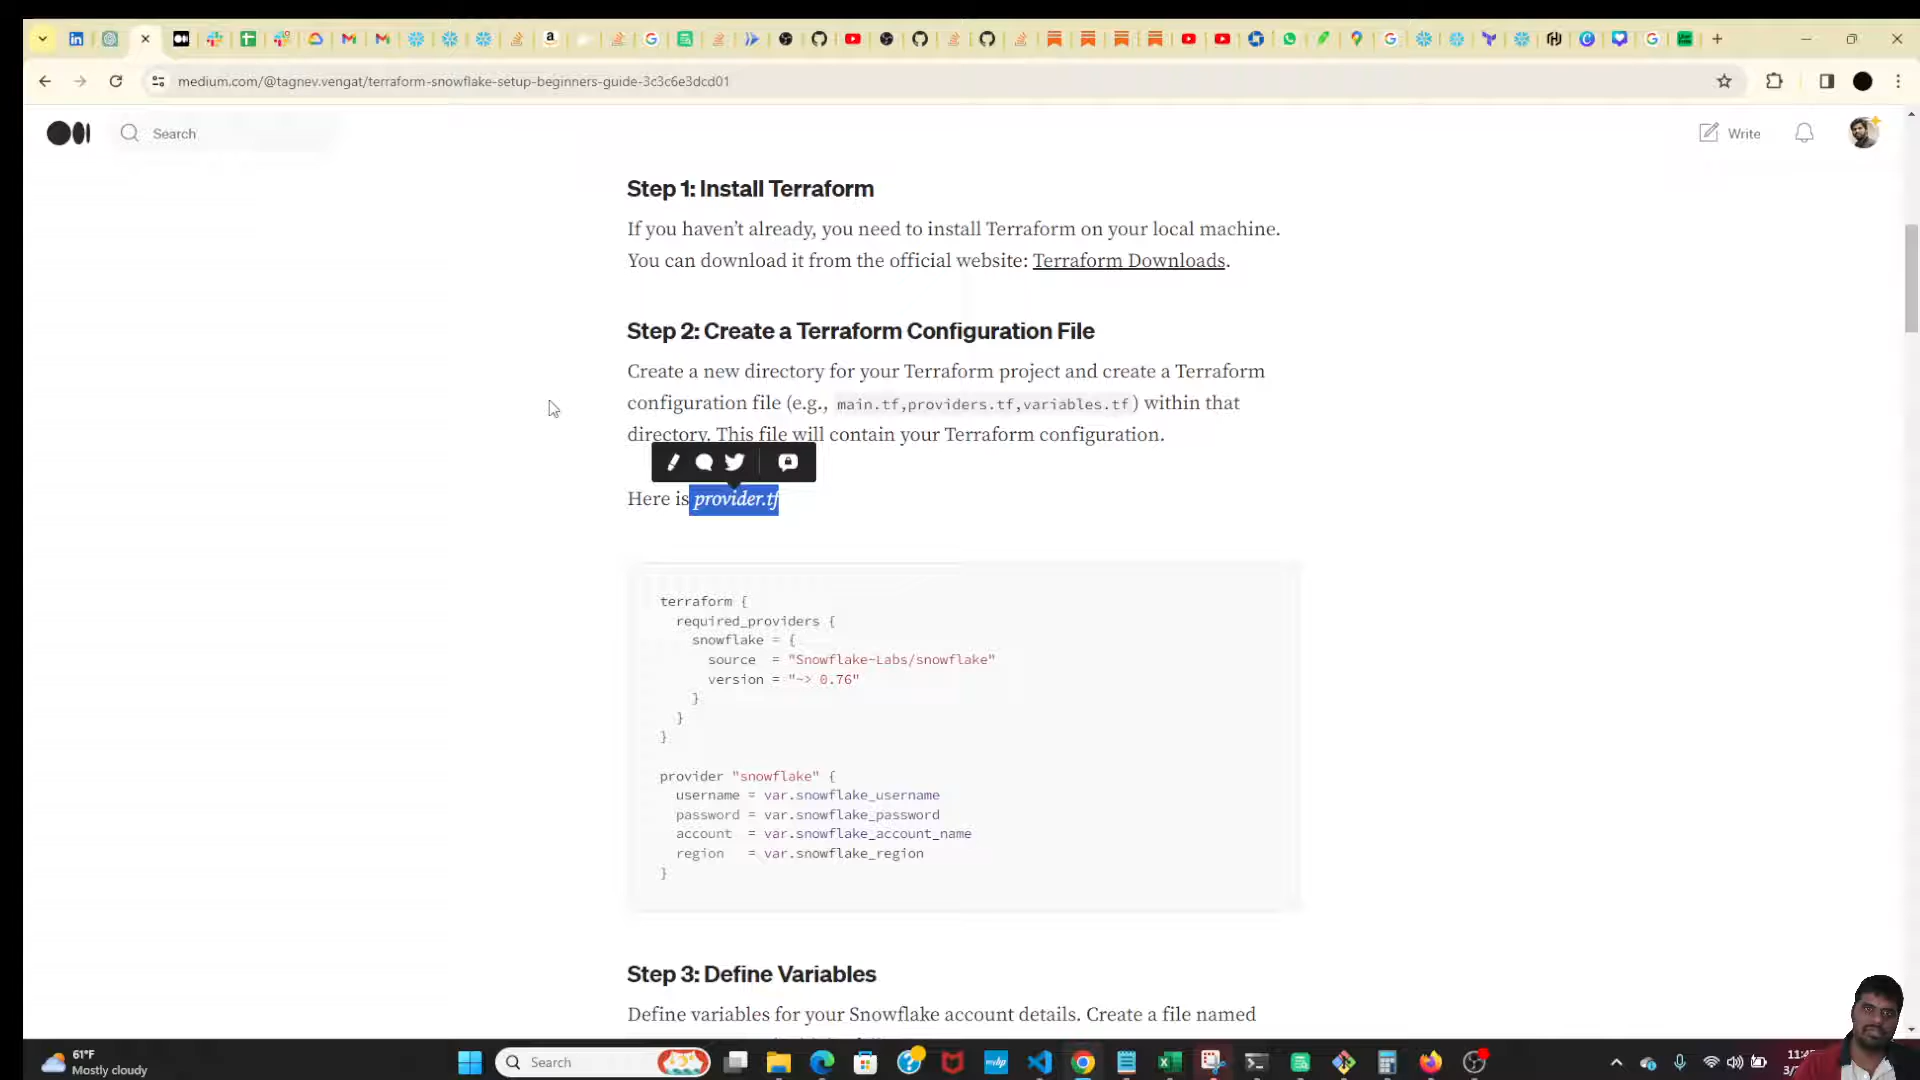 medium.com/@tagnev.vengat/terraform-snowflake-setup-beginners-guide-3c3c6e3dcd01
Search
Write
Step 1: Install Terraform
If you haven’t already, you need to install Terraform on your local machine.
You can download it from the official website: Terraform Downloads.
Step 2: Create a Terraform Configuration File
Create a new directory for your Terraform project and create a Terraform
configuration file (e.g., main.tf,providers.tf,variables.tf) within that
directory. This file will contain your Terraform configuration.
Here is provider.tf
terraform {
required_providers {
snowflake = {
source = "Snowflake-Labs/snowflake"
version = "~> 0.76"
}
}
}
provider "snowflake" {
username = var.snowflake_username
password = var.snowflake_password
account = var.snowflake_account_name
region = var.snowflake_region
}
Step 3: Define Variables
Define variables for your Snowflake account details. Create a file named
61°F
Mostly cloudy
Search